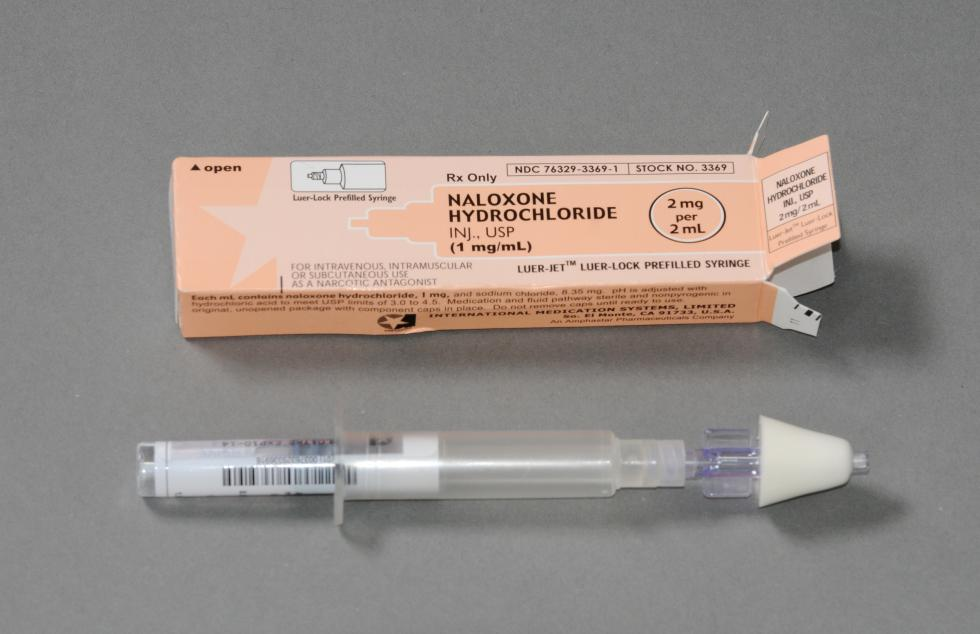 ▲ open
Luer-Lock Prefilled Syringe
Rx Only
NDC 76329-3369-1 STOCK NO. 3369
NALOXONE
HYDROCHLORIDE
INJ., USP
(1 mg/mL)
2 mg
per
2 mL
FOR INTRAVENOUS, INTRAMUSCULAR
OR SUBCUTANEOUS USE
AS A NARCOTIC ANTAGONIST
LUER-JET™ LUER-LOCK PREFILLED SYRINGE
Each mL contains naloxone hydrochloride, 1 mg, and sodium chloride, 8.35 mg. pH is adjusted with
hydrochloric acid to meet USP limits of 3.0 to 4.5. Medication and fluid pathway sterile and nonpyrogenic in
original, unopened package with component caps in place. Do not remove caps until ready to use.
INTERNATIONAL MEDICATION SYSTEMS, LIMITED
So. El Monte, CA 91733, U.S.A.
An Amphastar Pharmaceuticals Company
NALOXONE
HYDROCHLORIDE
INJ., USP
2 mg/2 mL
Luer-Jet™ Luer-Lock
Prefilled Syringe